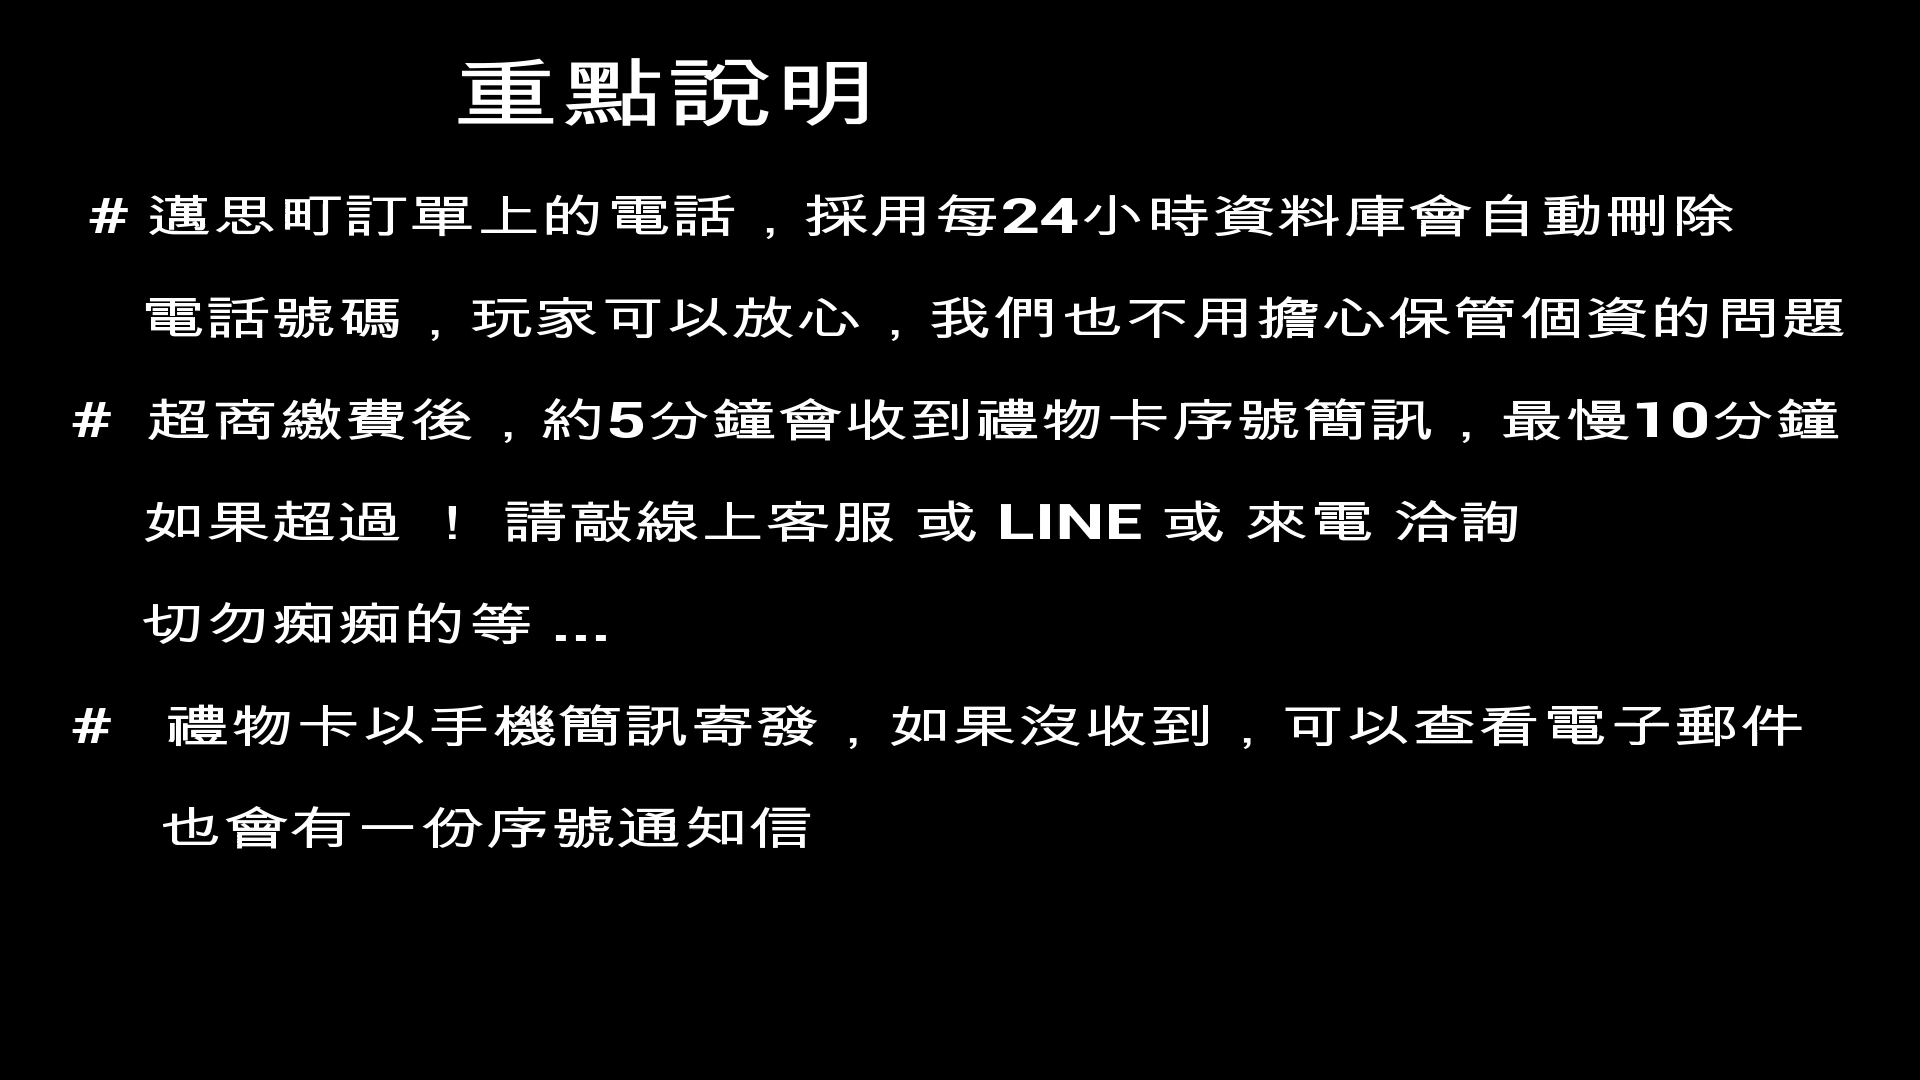 重點說明
# 邁思町訂單上的電話，採用每24小時資料庫會自動刪除
電話號碼，玩家可以放心，我們也不用擔心保管個資的問題
# 超商繳費後，約5分鐘會收到禮物卡序號簡訊，最慢10分鐘
如果超過 ！ 請敲線上客服 或 LINE 或 來電 洽詢
切勿痴痴的等 ...
# 禮物卡以手機簡訊寄發，如果沒收到，可以查看電子郵件
也會有一份序號通知信